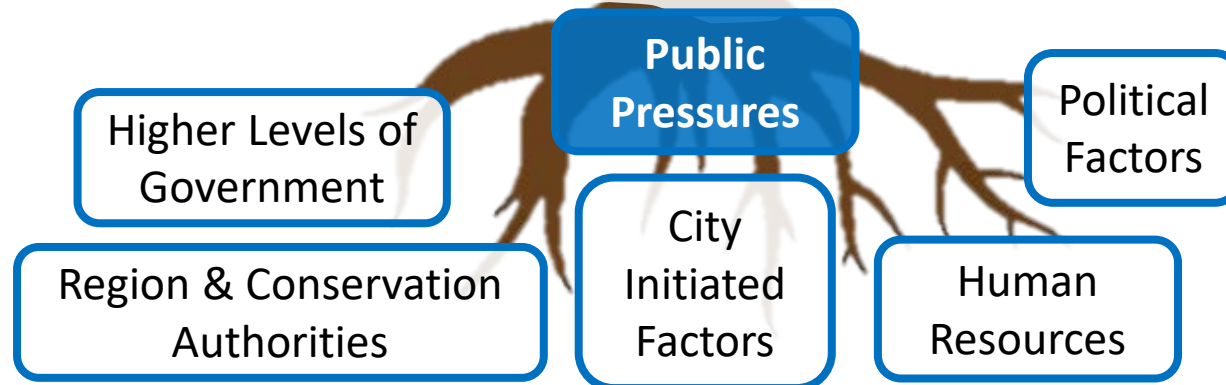 Public
Pressures
Higher Levels of
Government
Political
Factors
Region & Conservation
Authorities
City
Initiated
Factors
Human
Resources